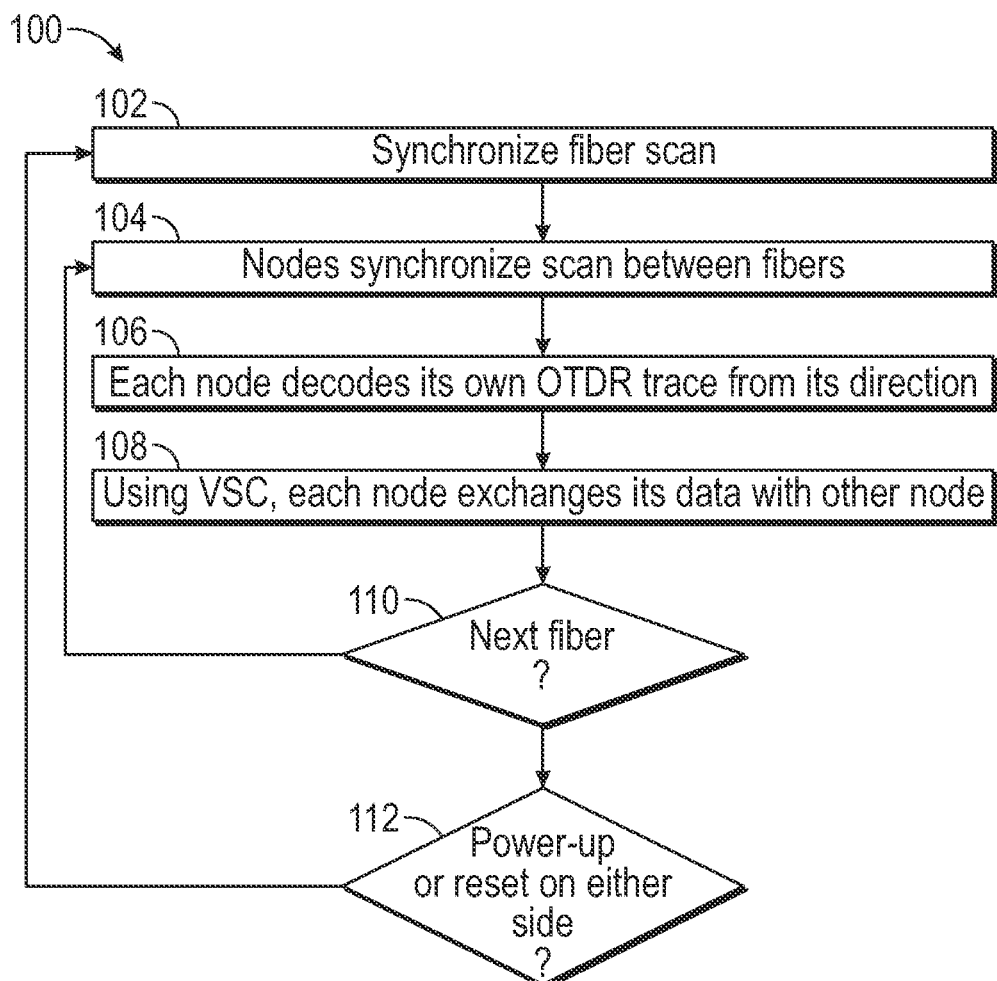 100
102
Synchronize fiber scan
104
Nodes synchronize scan between fibers
106
Each node decodes its own OTDR trace from its direction
108
Using VSC, each node exchanges its data with other node
110
Next fiber
?
112
Power-up
or reset on either
side
?